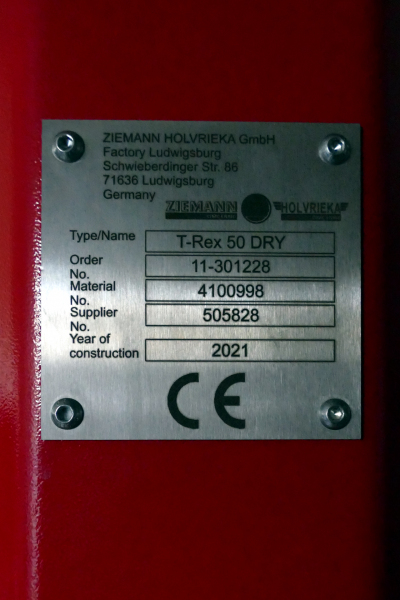 ZIEMANN HOLVRIEKA GmbH
Factory Ludwigsburg
Schwieberdinger Str. 86
71636 Ludwigsburg
Germany
ZIEMANN HOLVRIEKA
Type/Name T-Rex 50 DRY
Order No. 11-301228
Material No. 4100998
Supplier No. 505828
Year of construction 2021
CE